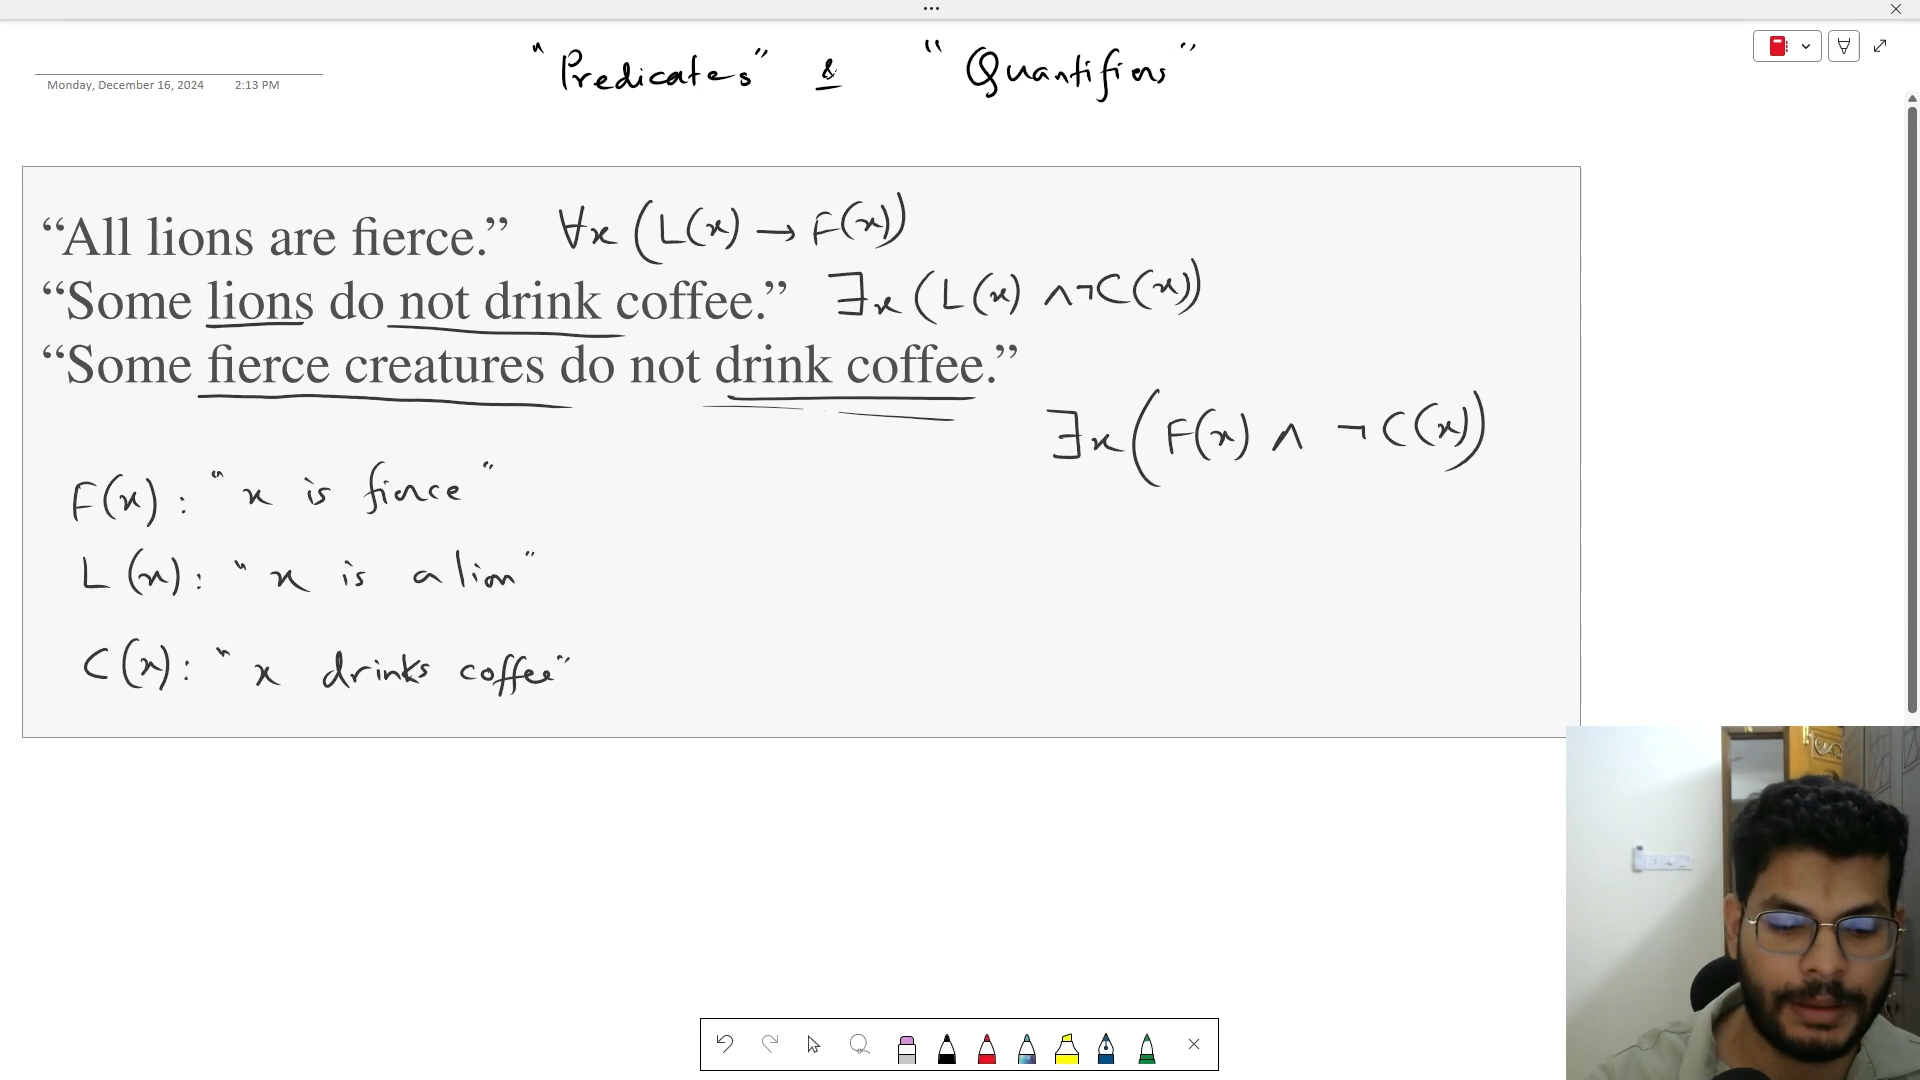 "Predicates" & "Quantifiers"
Monday, December 16, 2024 2:13 PM
“All lions are fierce.” ∀x (L(x) → F(x))
“Some lions do not drink coffee.” ∃x (L(x) ∧ ¬C(x))
“Some fierce creatures do not drink coffee.”
∃x (F(x) ∧ ¬C(x))
F(x): "x is fierce"
L(x): "x is a lion"
C(x): "x drinks coffee"